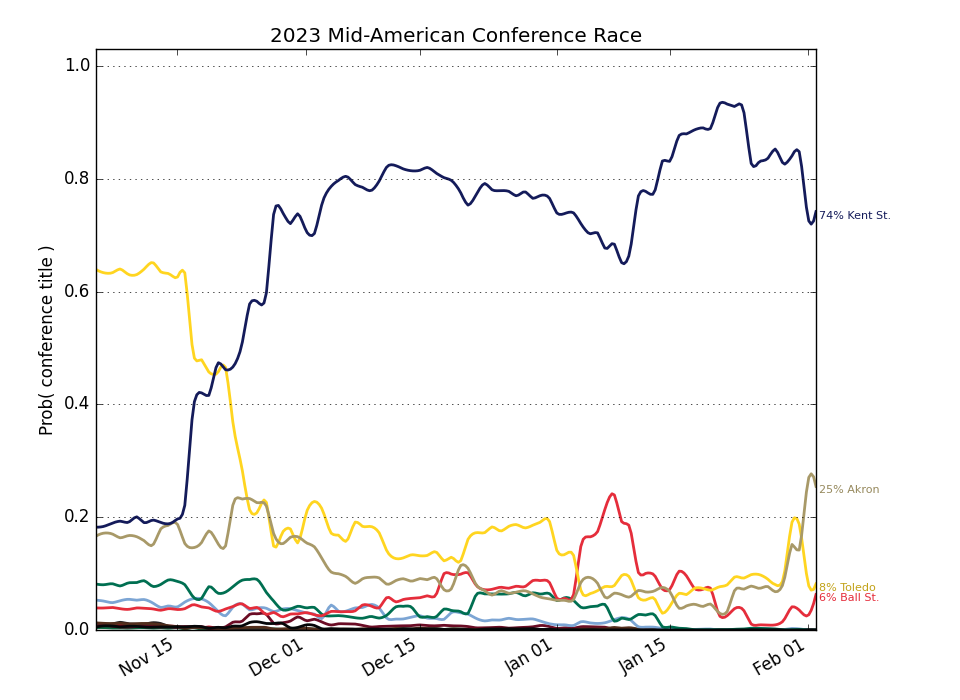 2023 Mid-American Conference Race
Prob( conference title )
1.0
0.8
0.6
0.4
0.2
0.0
74% Kent St.
25% Akron
8% Toledo
6% Ball St.
Nov 15
Dec 01
Dec 15
Jan 01
Jan 15
Feb 01